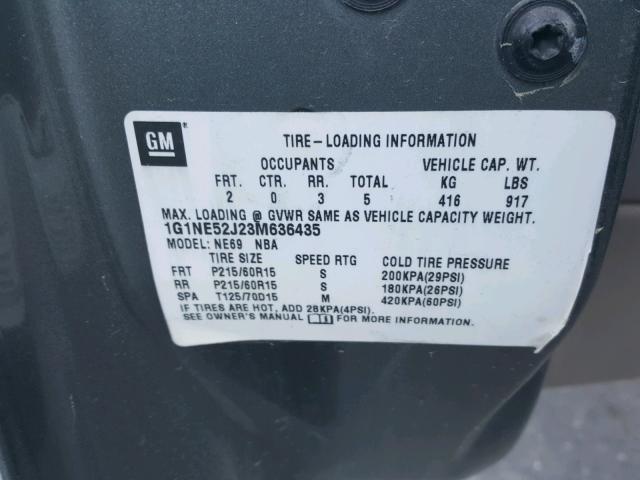 GM
TIRE-LOADING INFORMATION
OCCUPANTS VEHICLE CAP. WT.
FRT. CTR. RR. TOTAL KG LBS
2 0 3 5 416 917
MAX. LOADING @ GVWR SAME AS VEHICLE CAPACITY WEIGHT.
1G1NE52J23M636435
MODEL: NE69 NBA
TIRE SIZE SPEED RTG COLD TIRE PRESSURE
FRT P215/60R15 S 200KPA(29PSI)
RR P215/60R15 S 180KPA(26PSI)
SPA T125/70D15 M 420KPA(60PSI)
IF TIRES ARE HOT, ADD 28KPA(4PSI).
SEE OWNER'S MANUAL FOR MORE INFORMATION.